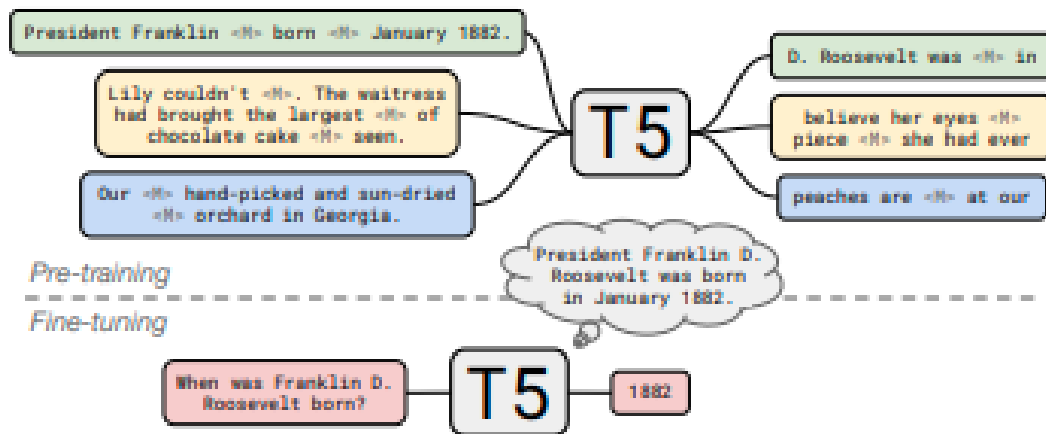 President Franklin <M> born <M> January 1882.
Lily couldn't <M>. The waitress
had brought the largest <M> of
chocolate cake <M> seen.
Our <M> hand-picked and sun-dried
<M> orchard in Georgia.
T5
D. Roosevelt was <M> in
believe her eyes <M>
piece <M> she had ever
peaches are <M> at our
Pre-training
President Franklin D.
Roosevelt was born
in January 1882.
Fine-tuning
When was Franklin D.
Roosevelt born?
T5
1882